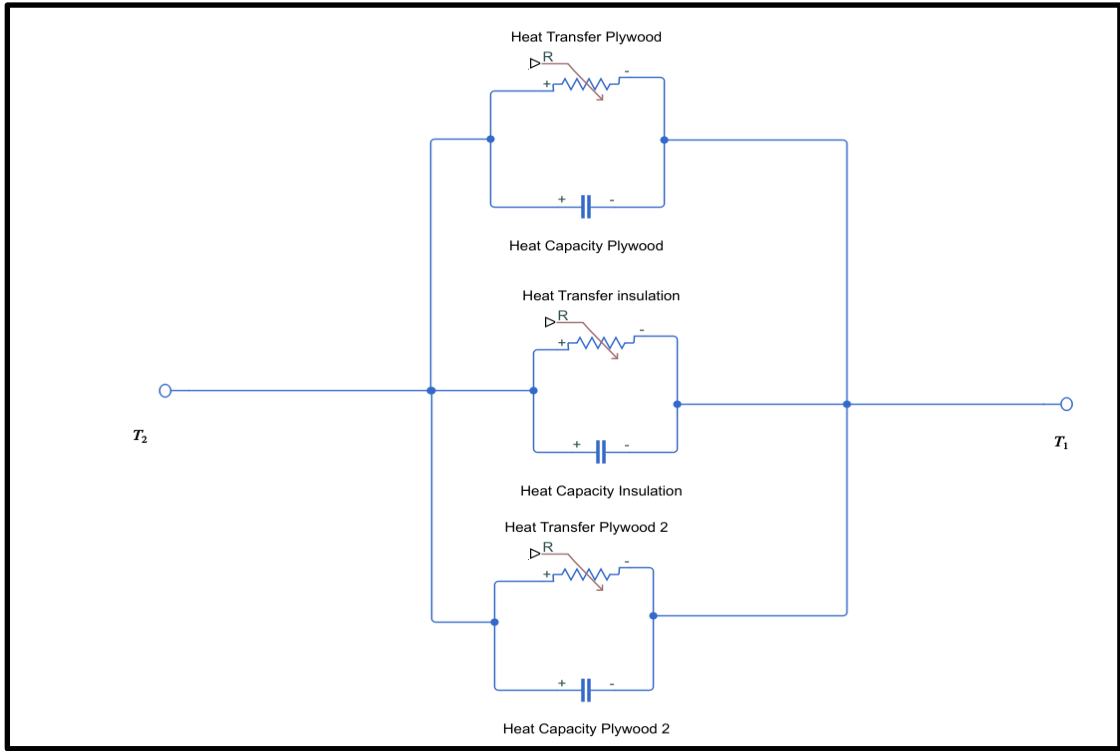 Heat Transfer Plywood
R
+
-
+
-
Heat Capacity Plywood
Heat Transfer insulation
R
+
-
+
-
Heat Capacity Insulation
T₂
T₁
Heat Transfer Plywood 2
R
+
-
+
-
Heat Capacity Plywood 2